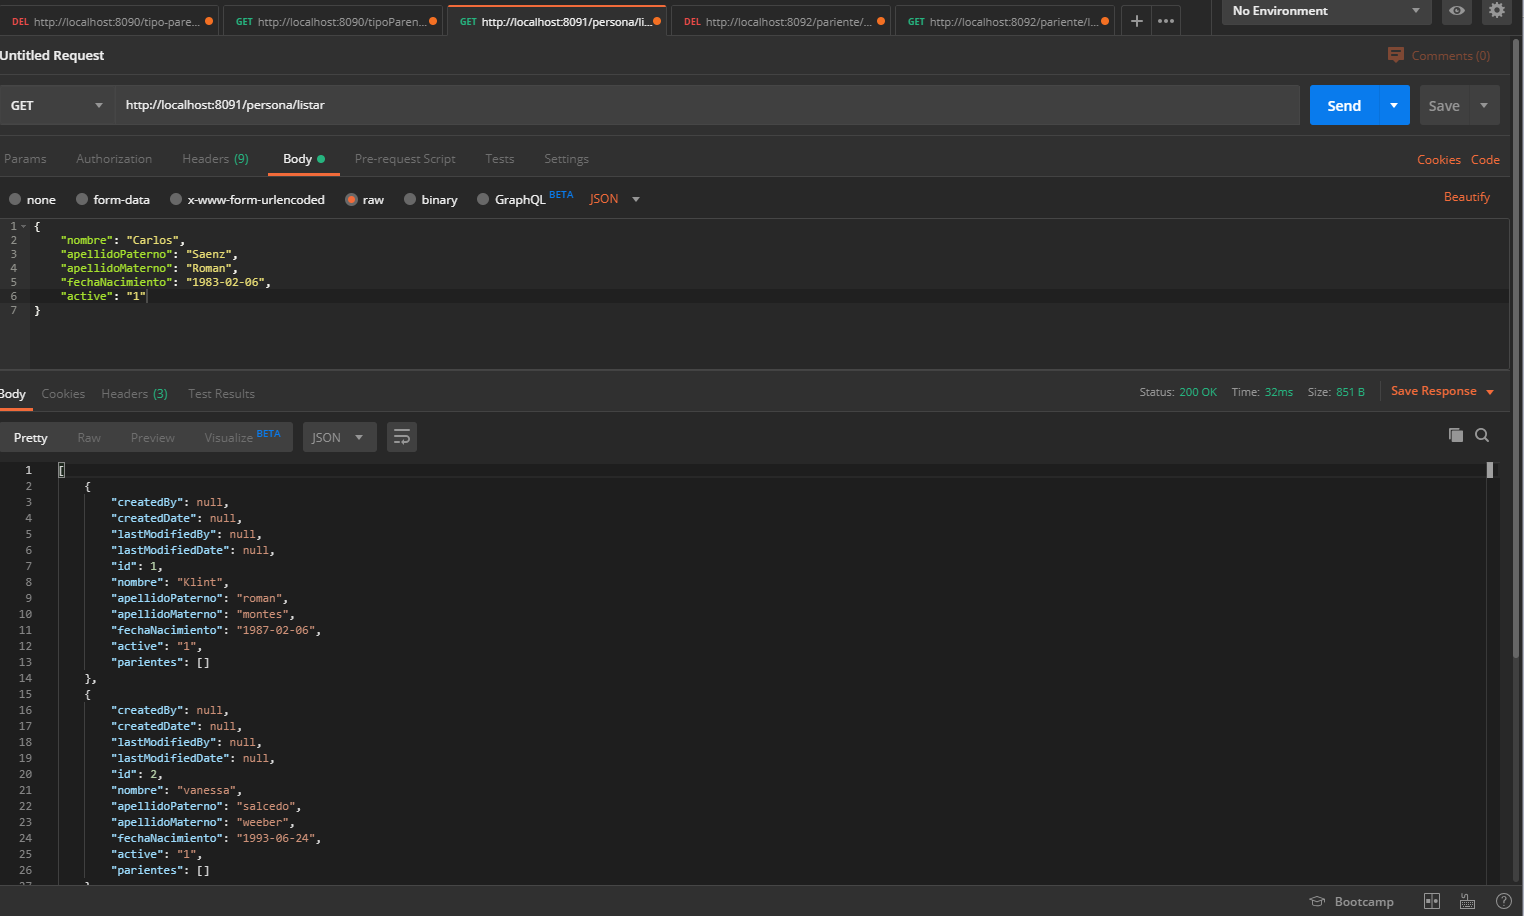 DEL http://localhost:8090/tipo-pare...
GET http://localhost:8090/tipoParen...
GET http://localhost:8091/persona/li...
DEL http://localhost:8092/pariente/...
GET http://localhost:8092/pariente/l...
No Environment
Untitled Request
Comments (0)
GET
http://localhost:8091/persona/listar
Send
Save
Params
Authorization
Headers (9)
Body
Pre-request Script
Tests
Settings
Cookies
Code
none
form-data
x-www-form-urlencoded
raw
binary
GraphQL BETA
JSON
Beautify
1 {
2 "nombre": "Carlos",
3 "apellidoPaterno": "Saenz",
4 "apellidoMaterno": "Roman",
5 "fechaNacimiento": "1983-02-06",
6 "active": "1"
7 }
Body
Cookies
Headers (3)
Test Results
Status: 200 OK
Time: 32ms
Size: 851 B
Save Response
Pretty
Raw
Preview
Visualize BETA
JSON
1 [
2 {
3 "createdBy": null,
4 "createdDate": null,
5 "lastModifiedBy": null,
6 "lastModifiedDate": null,
7 "id": 1,
8 "nombre": "Klint",
9 "apellidoPaterno": "roman",
10 "apellidoMaterno": "montes",
11 "fechaNacimiento": "1987-02-06",
12 "active": "1",
13 "parientes": []
14 },
15 {
16 "createdBy": null,
17 "createdDate": null,
18 "lastModifiedBy": null,
19 "lastModifiedDate": null,
20 "id": 2,
21 "nombre": "vanessa",
22 "apellidoPaterno": "salcedo",
23 "apellidoMaterno": "weeber",
24 "fechaNacimiento": "1993-06-24",
25 "active": "1",
26 "parientes": []
Bootcamp